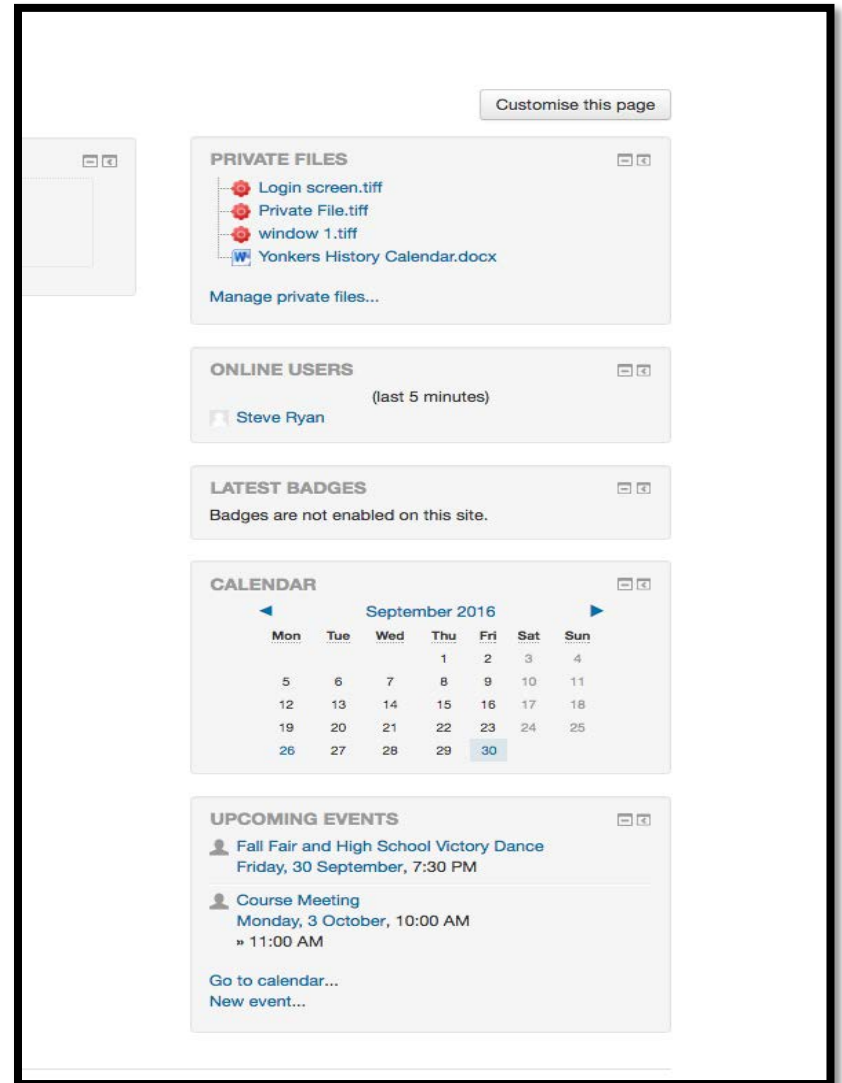 Customise this page
PRIVATE FILES
Login screen.tiff
Private File.tiff
window 1.tiff
Yonkers History Calendar.docx
Manage private files...
ONLINE USERS
(last 5 minutes)
Steve Ryan
LATEST BADGES
Badges are not enabled on this site.
CALENDAR
◄ September 2016 ►
Mon Tue Wed Thu Fri Sat Sun
1 2 3 4
5 6 7 8 9 10 11
12 13 14 15 16 17 18
19 20 21 22 23 24 25
26 27 28 29 30
UPCOMING EVENTS
Fall Fair and High School Victory Dance
Friday, 30 September, 7:30 PM
Course Meeting
Monday, 3 October, 10:00 AM
» 11:00 AM
Go to calendar...
New event...